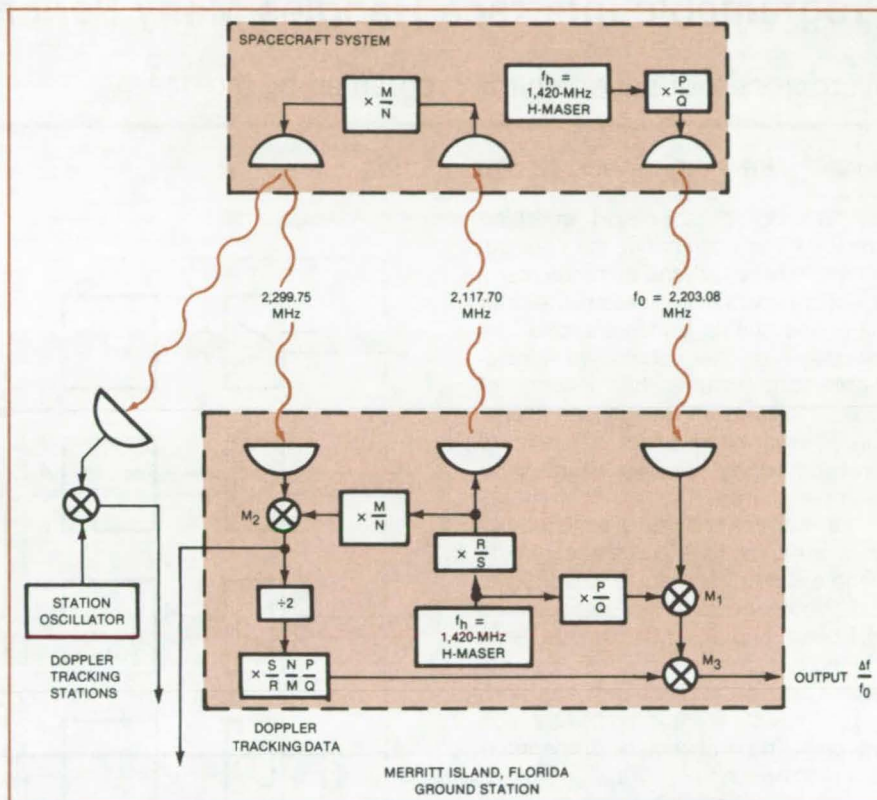 SPACECRAFT SYSTEM
× M/N
f_h =
1,420-MHz
H-MASER
× P/Q
2,299.75
MHz
2,117.70
MHz
f_0 = 2,203.08
MHz
M_2
× M/N
× R/S
÷2
f_h =
1,420-MHz
H-MASER
× P/Q
M_1
STATION
OSCILLATOR
× S/R N/M P/Q
M_3
OUTPUT Δf/f_0
DOPPLER
TRACKING
STATIONS
DOPPLER
TRACKING DATA
MERRITT ISLAND, FLORIDA
GROUND STATION